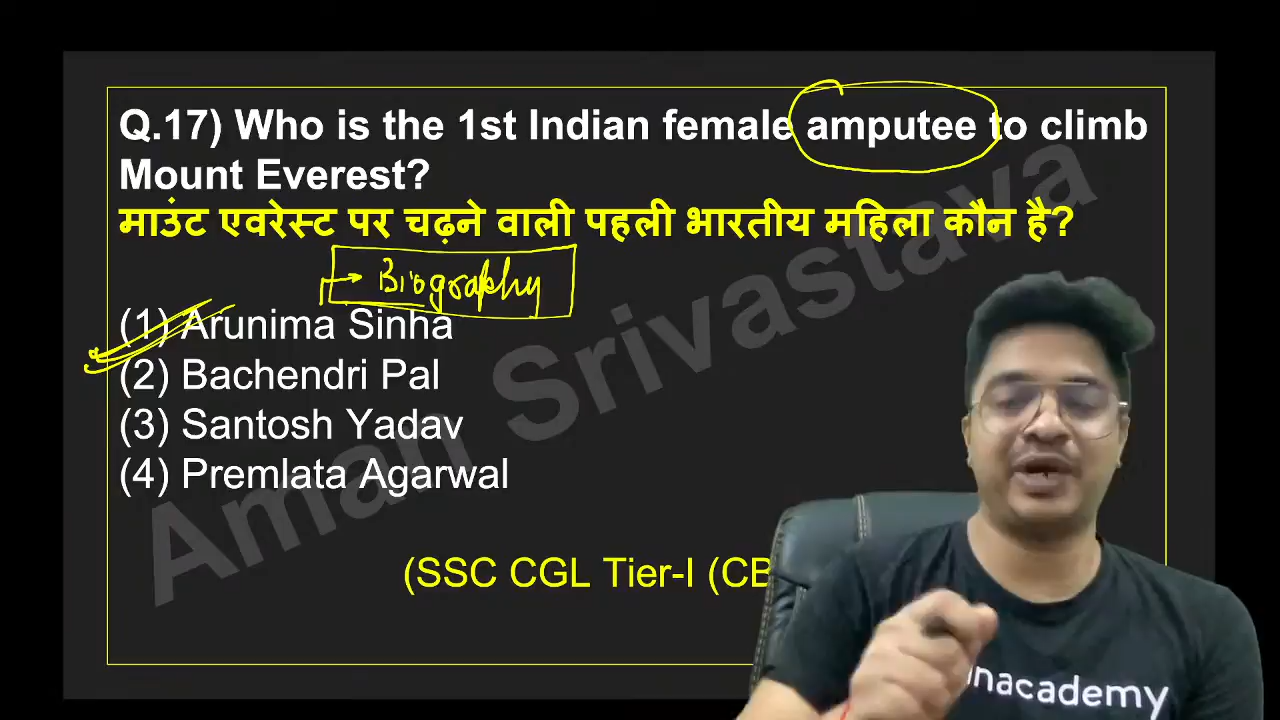 Q.17) Who is the 1st Indian female amputee to climb
Mount Everest?
माउंट एवरेस्ट पर चढ़ने वाली पहली भारतीय महिला कौन है?
→ Biography
(1) Arunima Sinha
(2) Bachendri Pal
(3) Santosh Yadav
(4) Premlata Agarwal
Aman Srivastava
(SSC CGL Tier-I (CB
nacademy